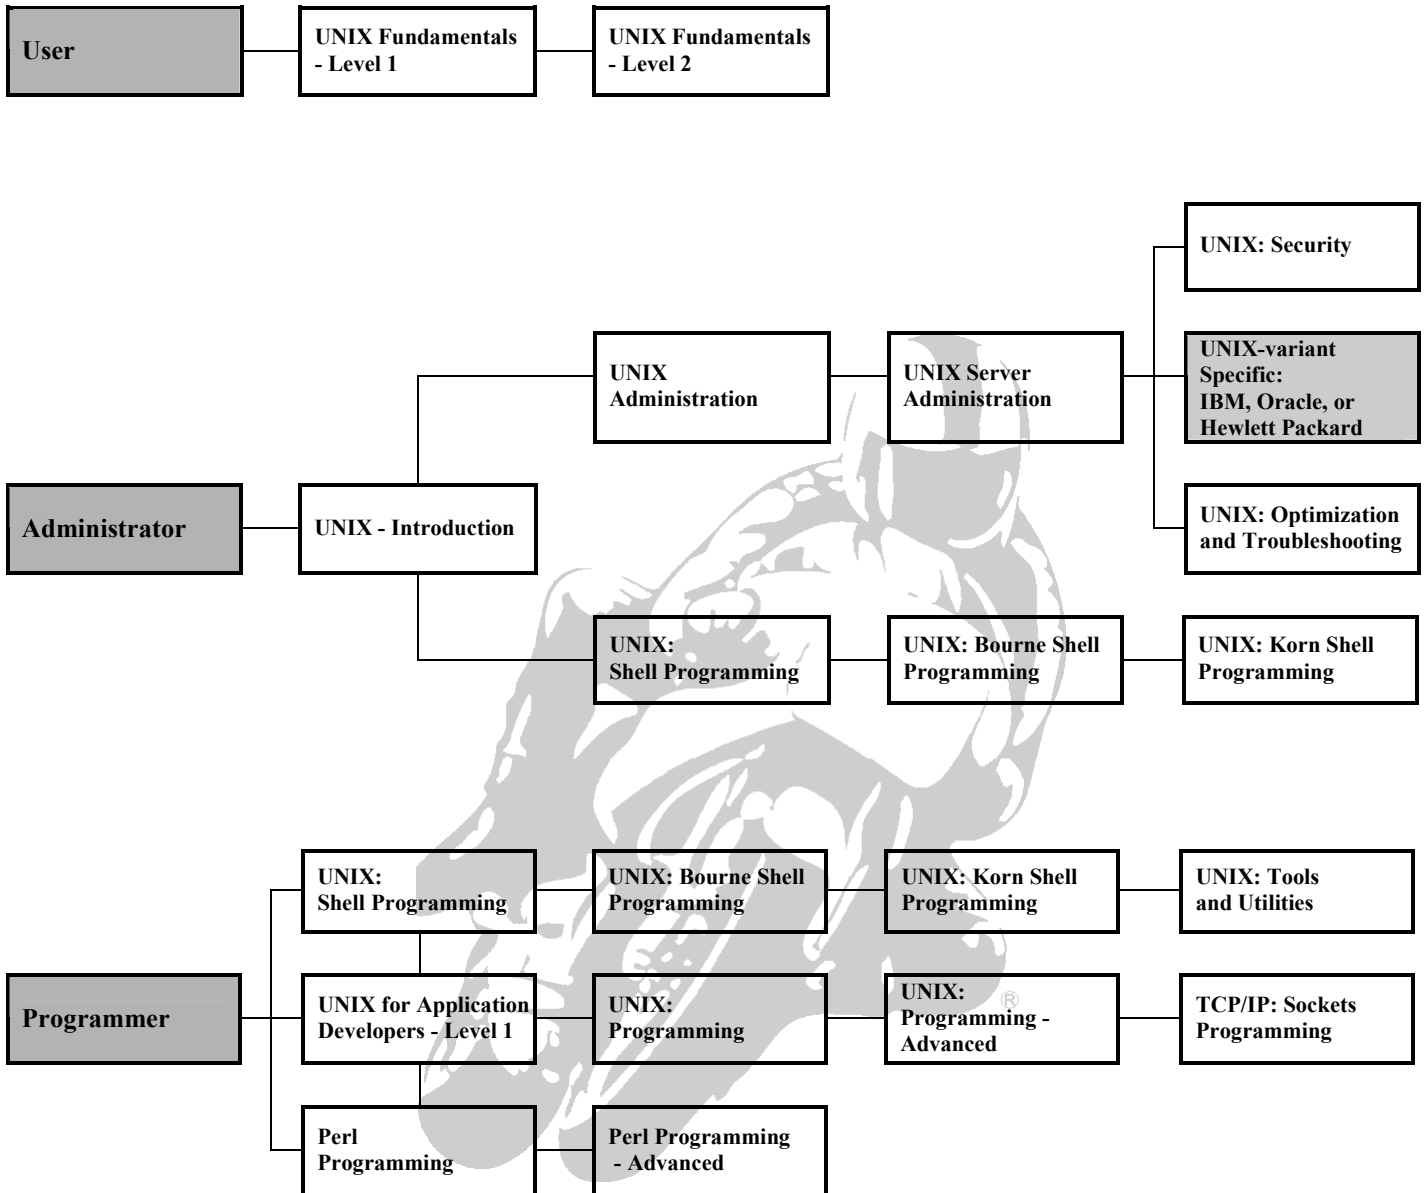 User
UNIX Fundamentals
- Level 1
UNIX Fundamentals
- Level 2
UNIX: Security
UNIX
Administration
UNIX Server
Administration
UNIX-variant
Specific:
IBM, Oracle, or
Hewlett Packard
Administrator
UNIX - Introduction
UNIX: Optimization
and Troubleshooting
UNIX:
Shell Programming
UNIX: Bourne Shell
Programming
UNIX: Korn Shell
Programming
UNIX:
Shell Programming
UNIX: Bourne Shell
Programming
UNIX: Korn Shell
Programming
UNIX: Tools
and Utilities
Programmer
UNIX for Application
Developers - Level 1
UNIX:
Programming
UNIX:
Programming -
Advanced
®
TCP/IP: Sockets
Programming
Perl
Programming
Perl Programming
- Advanced